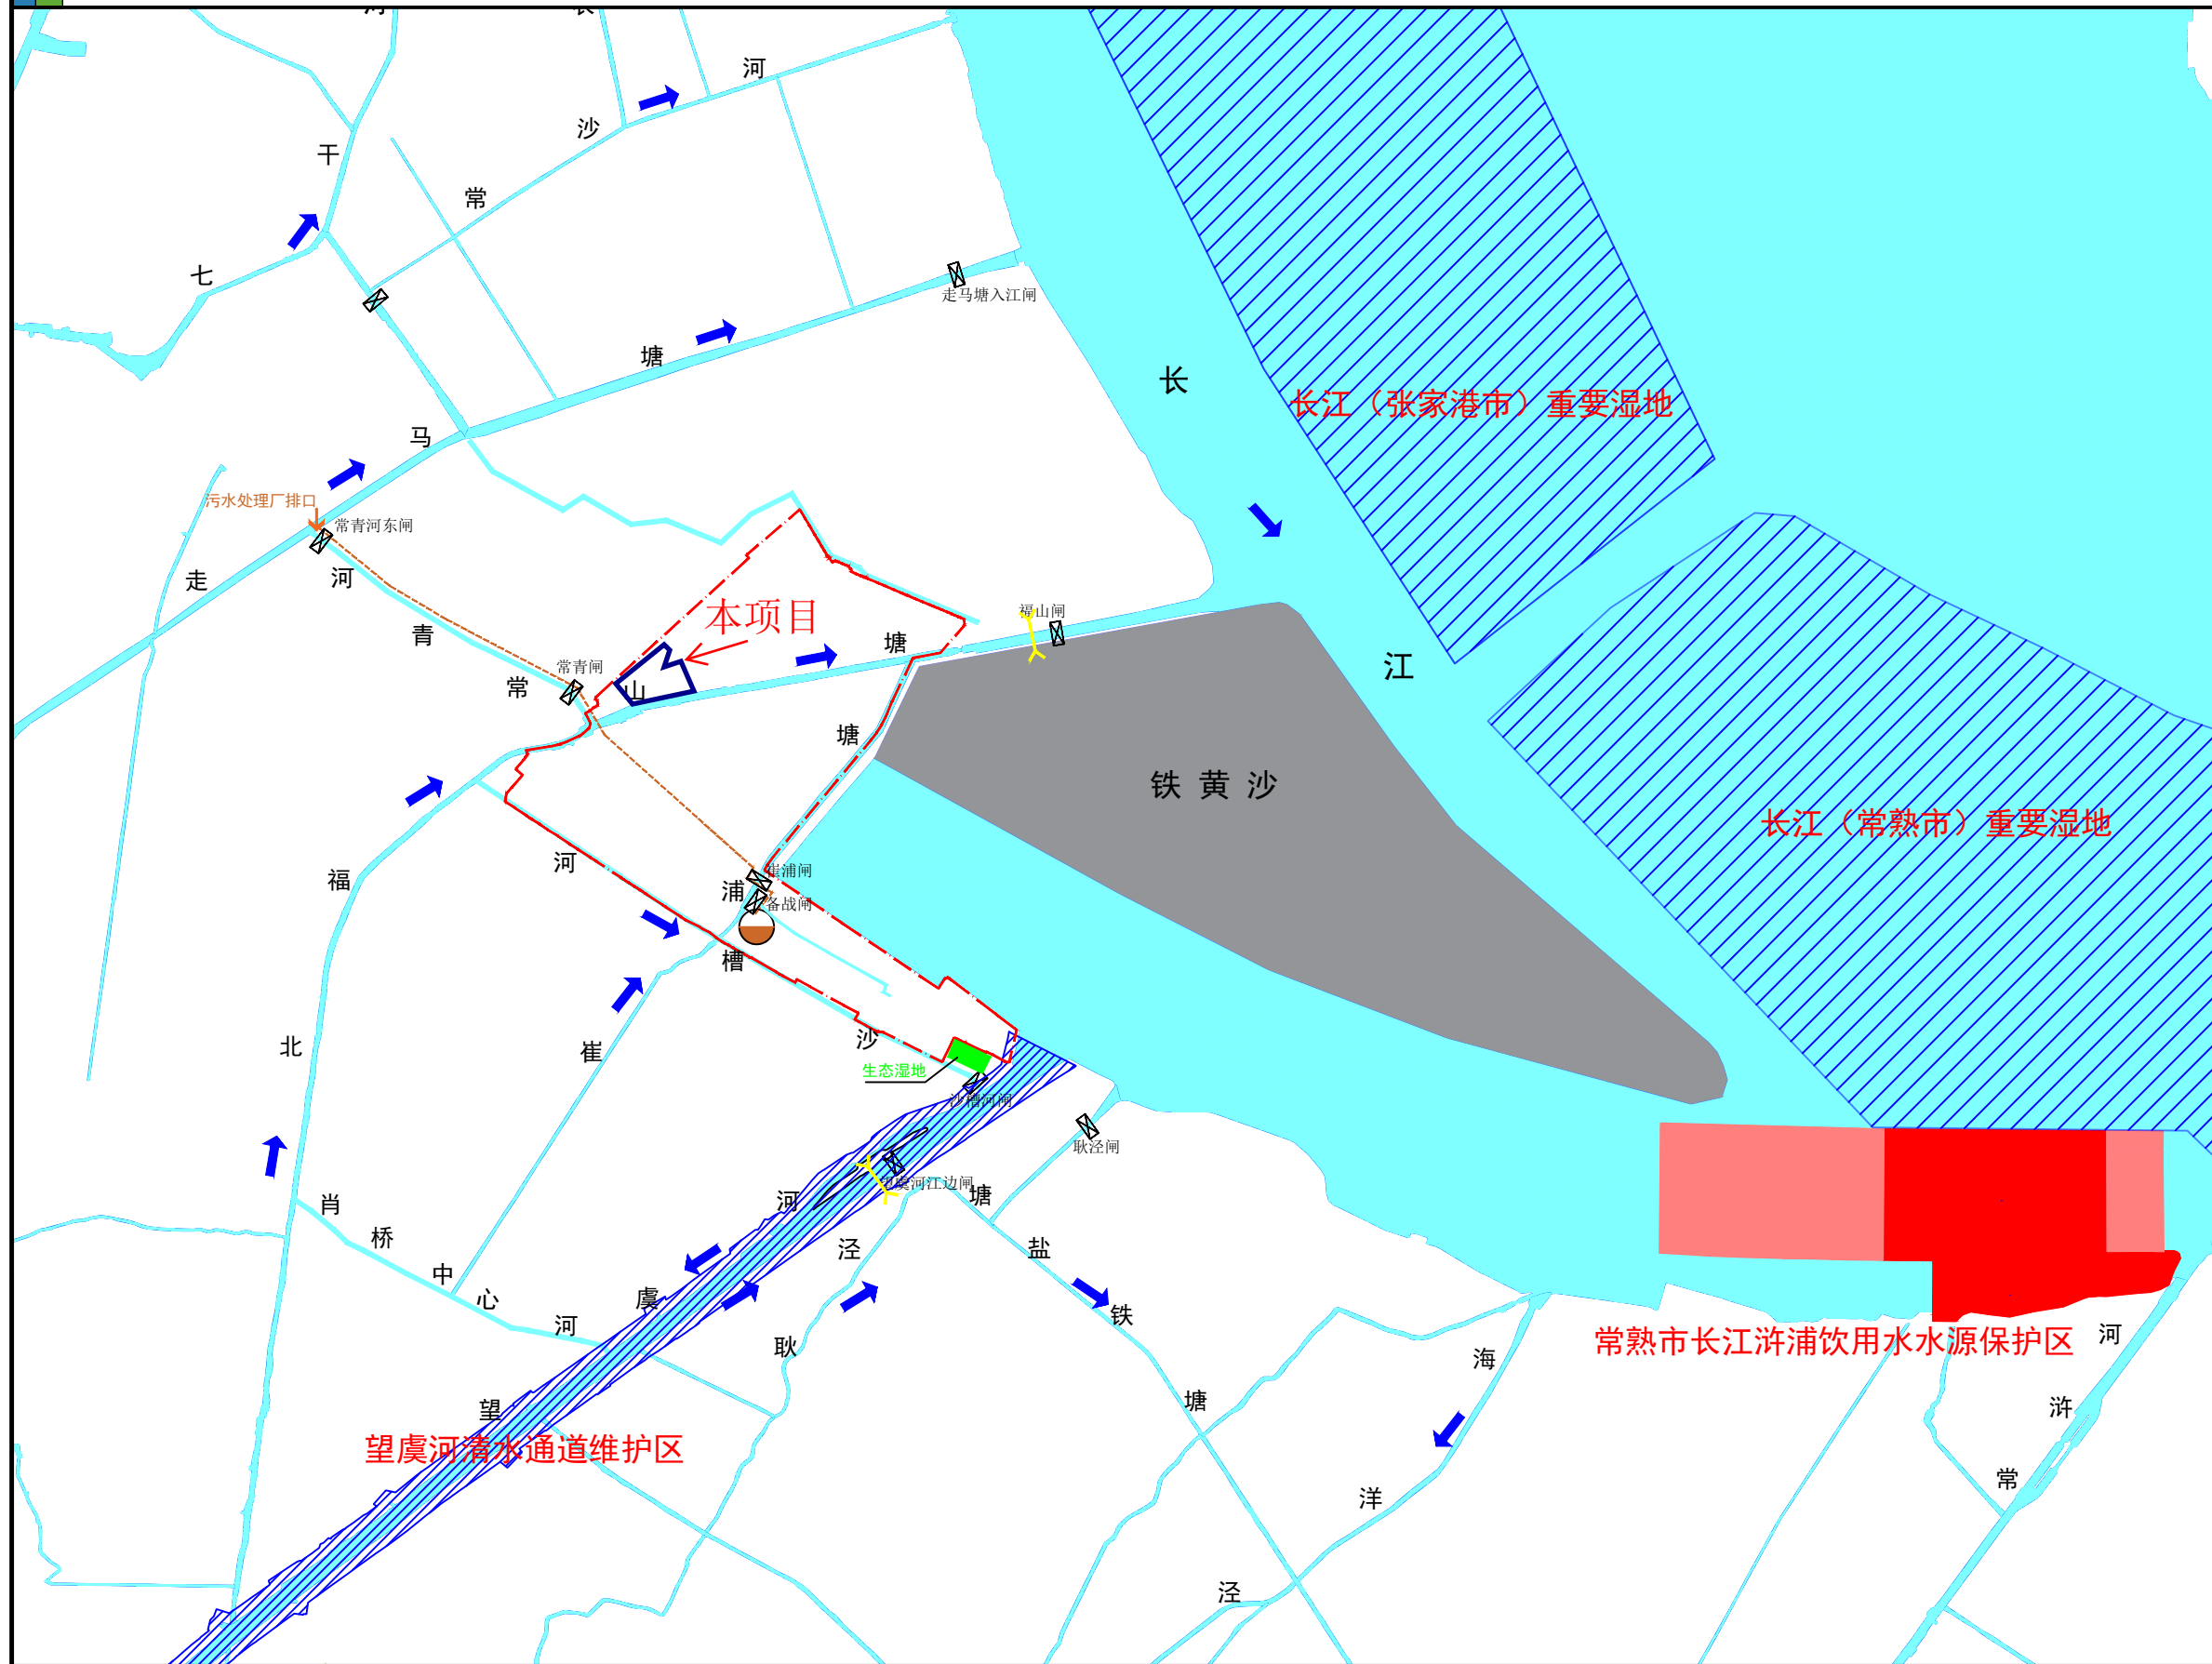 河
沙
干
常
七
走马塘入江闸
塘
长
长江（张家港市）重要湿地
马
污水处理厂排口
常青河东闸
走
河
本项目
福山闸
青
塘
江
常青闸
常
山
塘
铁黄沙
长江（常熟市）重要湿地
河
崔浦闸
福
浦
备战闸
槽
沙
北
崔
生态湿地
沙槽河闸
耿泾闸
望虞河江边闸
塘
肖
河
桥
泾
盐
中
心
虞
河
铁
耿
常熟市长江浒浦饮用水水源保护区
河
海
塘
望
浒
望虞河清水通道维护区
常
洋
泾